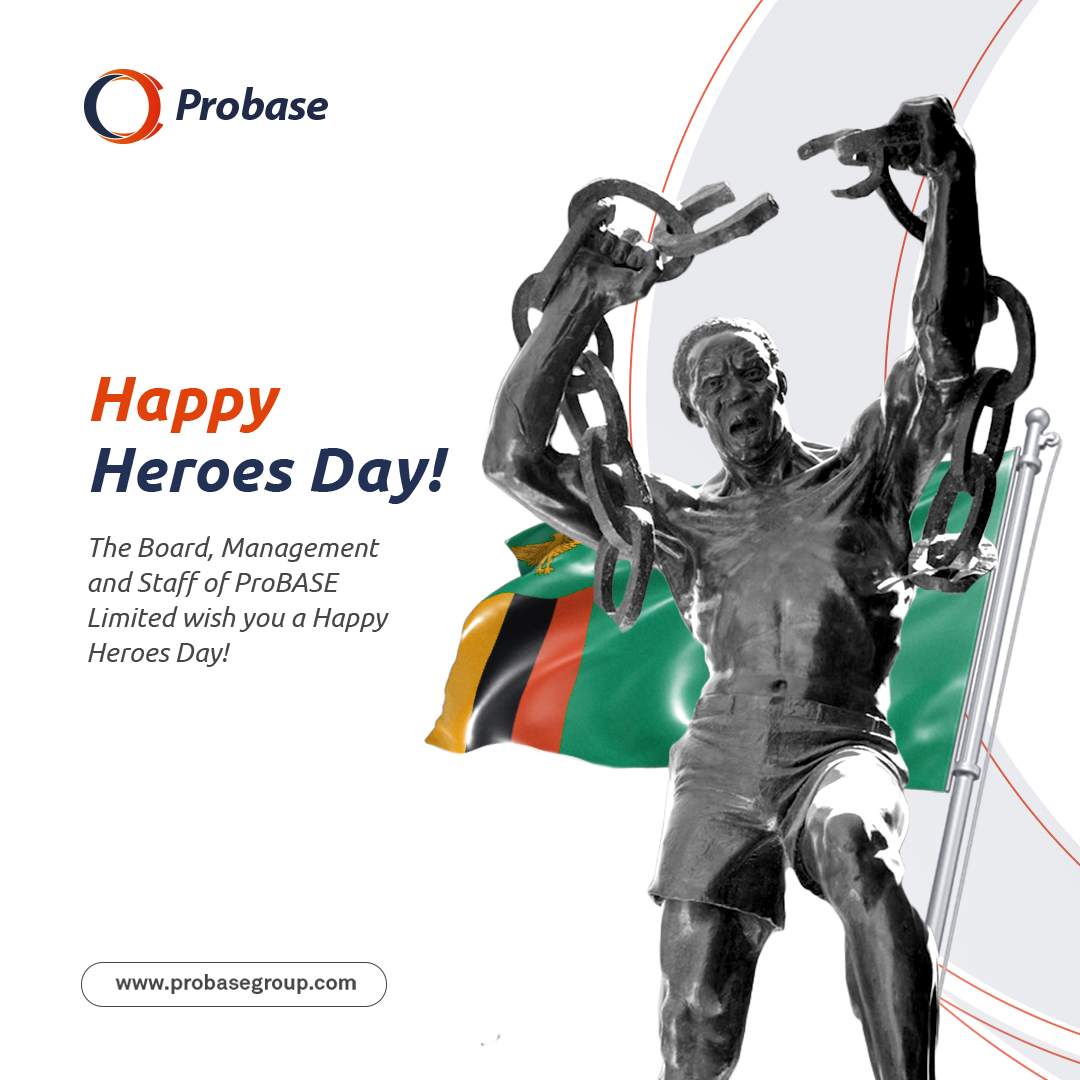 Probase
Happy
Heroes Day!
The Board, Management
and Staff of ProBASE
Limited wish you a Happy
Heroes Day!
www.probasegroup.com